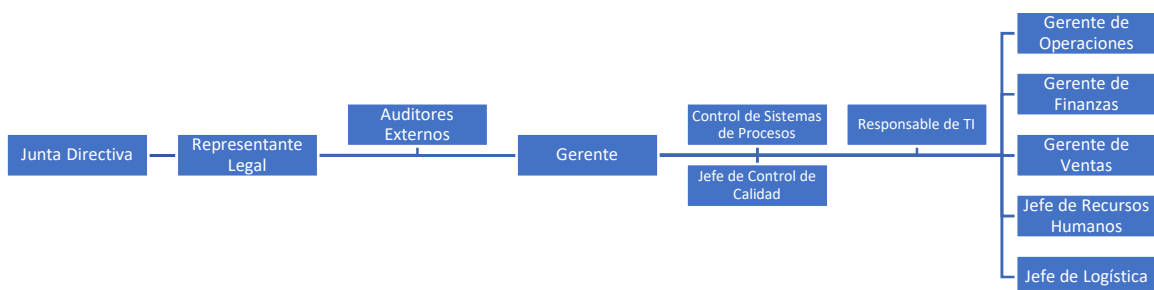 Junta Directiva
Representante
Legal
Auditores
Externos
Gerente
Control de Sistemas
de Procesos
Jefe de Control de
Calidad
Responsable de TI
Gerente de
Operaciones
Gerente de
Finanzas
Gerente de
Ventas
Jefe de Recursos
Humanos
Jefe de Logística